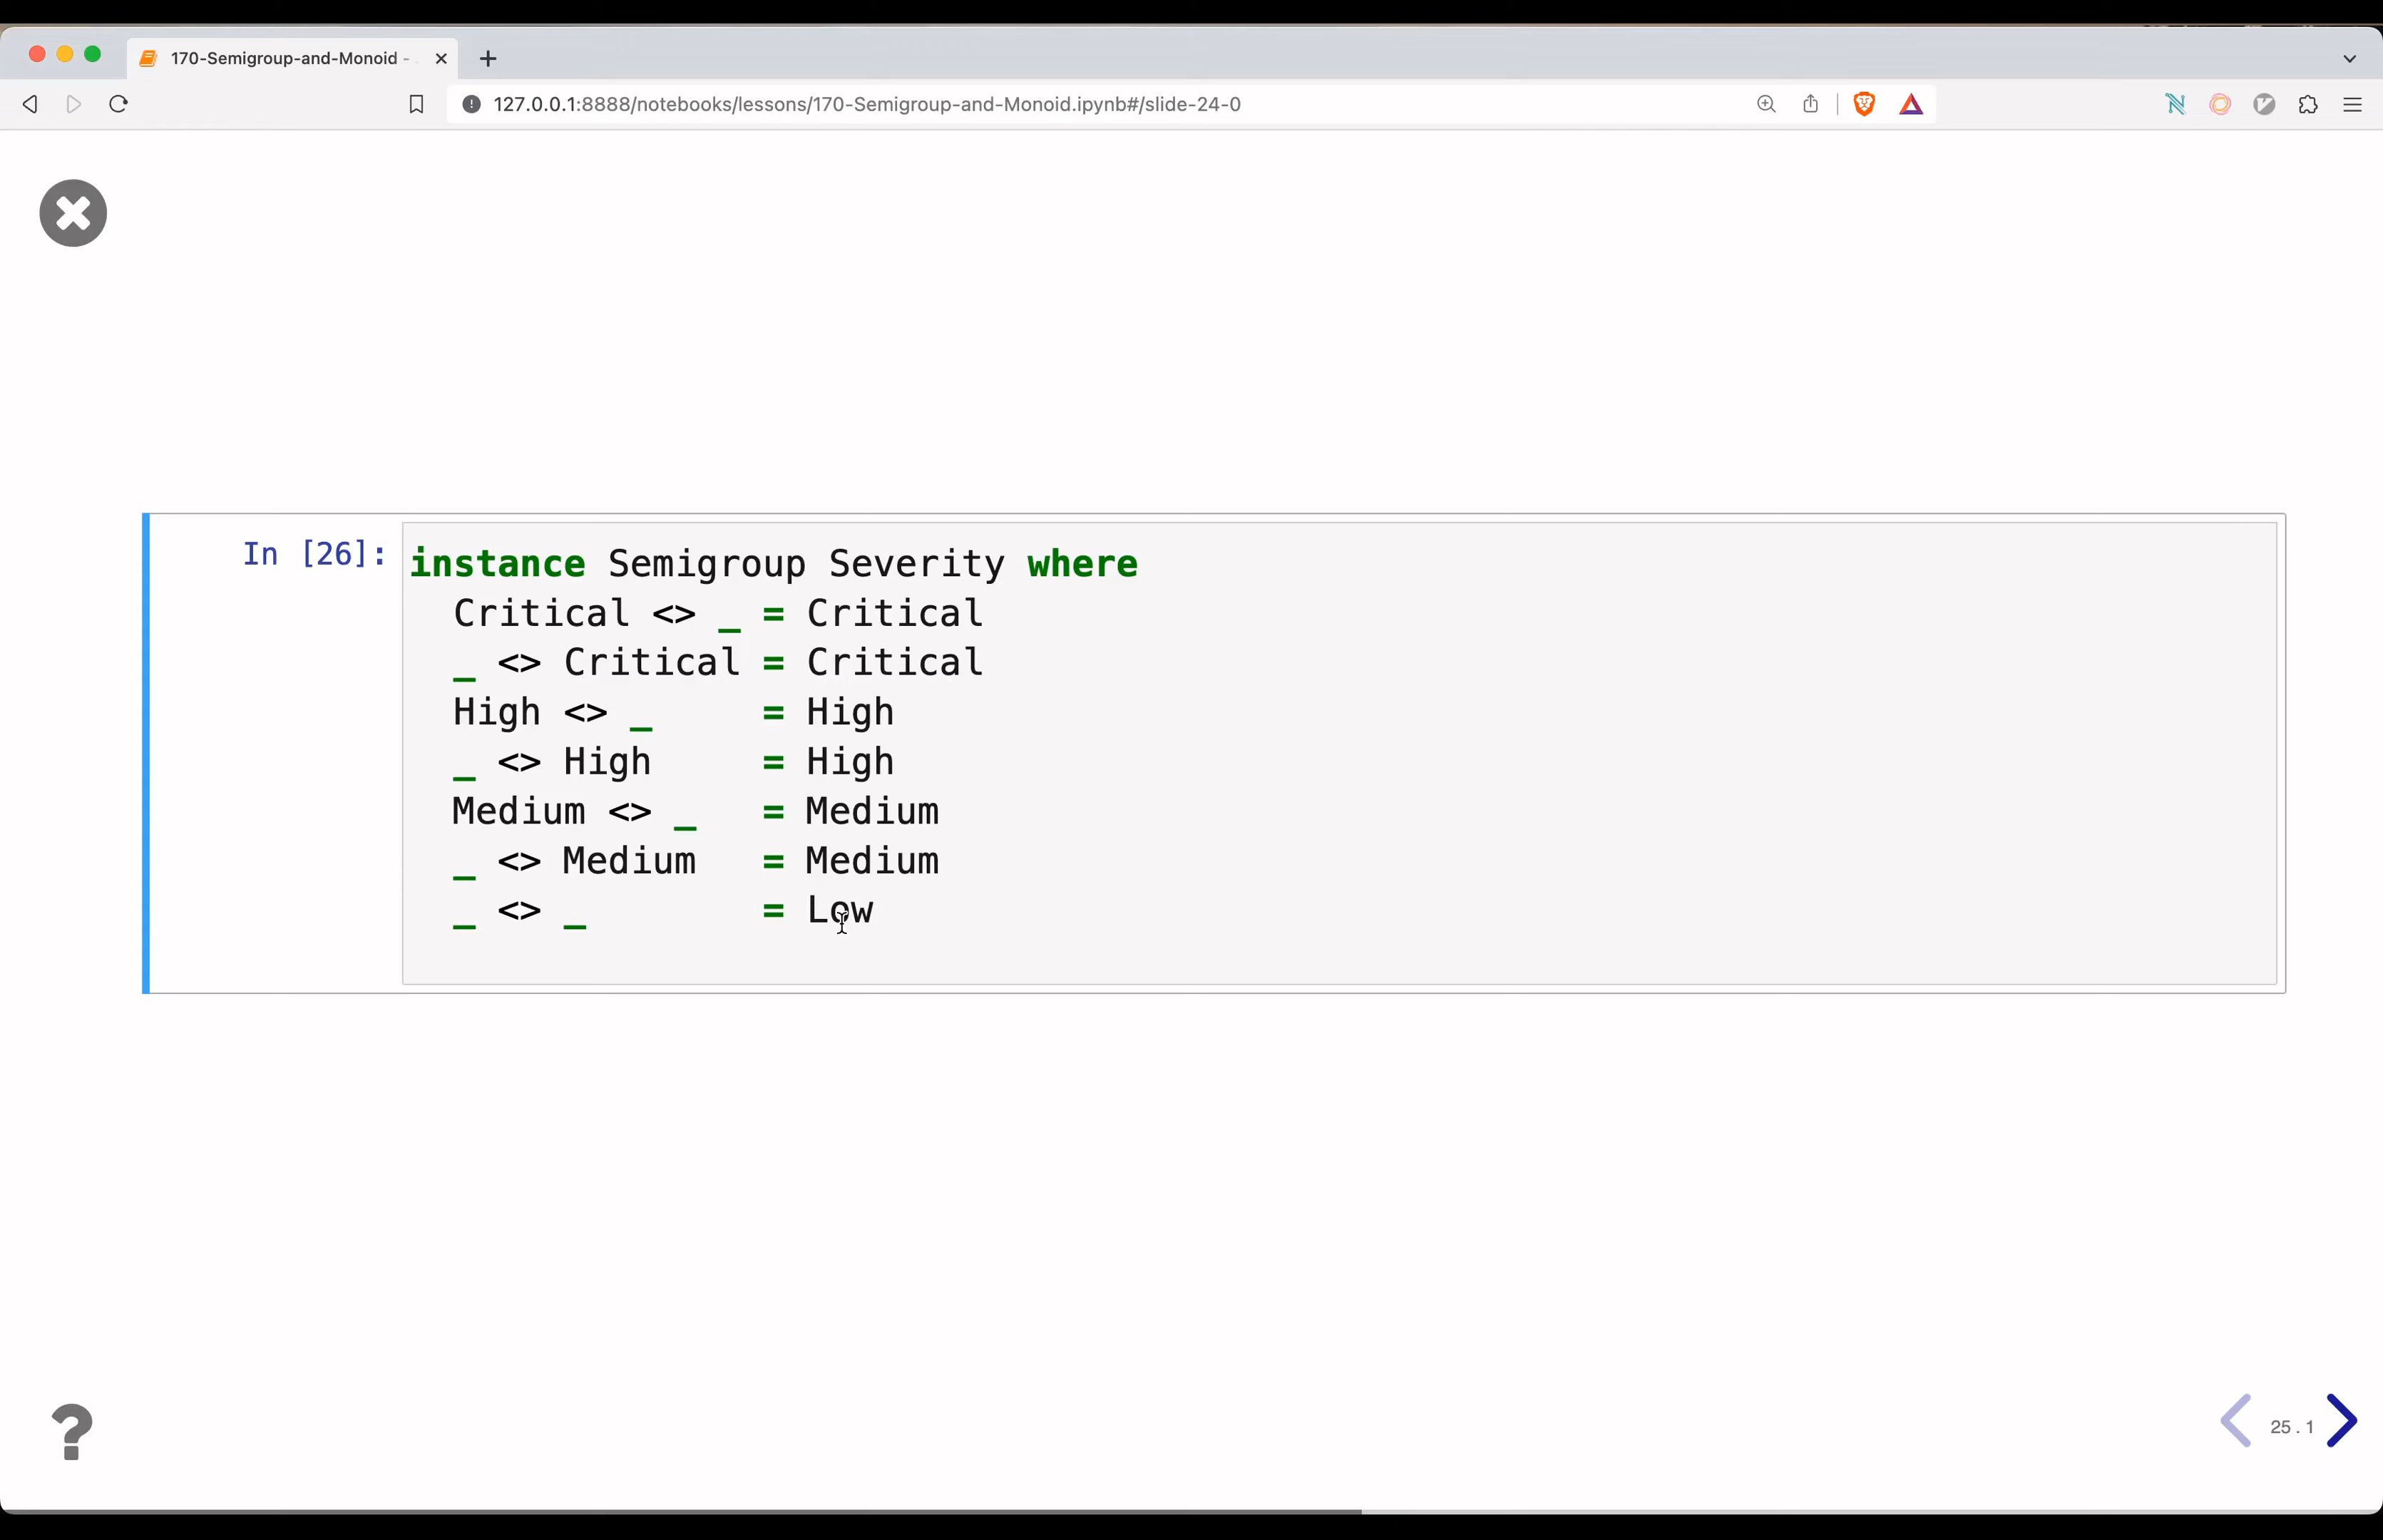 170-Semigroup-and-Monoid -
127.0.0.1:8888/notebooks/lessons/170-Semigroup-and-Monoid.ipynb#/slide-24-0
In [26]:
instance Semigroup Severity where
  Critical <> _ = Critical
  _ <> Critical = Critical
  High <> _     = High
  _ <> High     = High
  Medium <> _   = Medium
  _ <> Medium   = Medium
  _ <> _        = Low
?
25 . 1